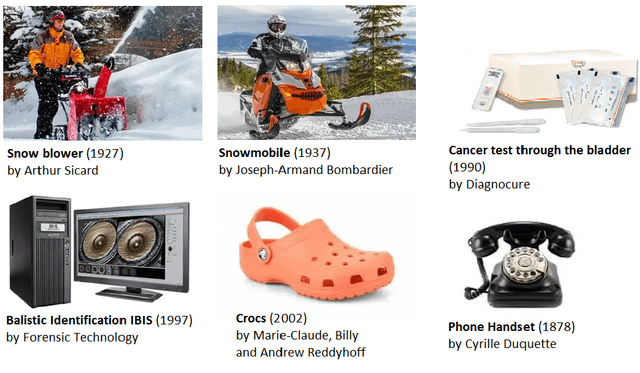 Snow blower (1927)
by Arthur Sicard
Snowmobile (1937)
by Joseph-Armand Bombardier
Cancer test through the bladder
(1990)
by Diagnocure
Balistic Identification IBIS (1997)
by Forensic Technology
Crocs (2002)
by Marie-Claude, Billy
and Andrew Reddyhoff
Phone Handset (1878)
by Cyrille Duquette